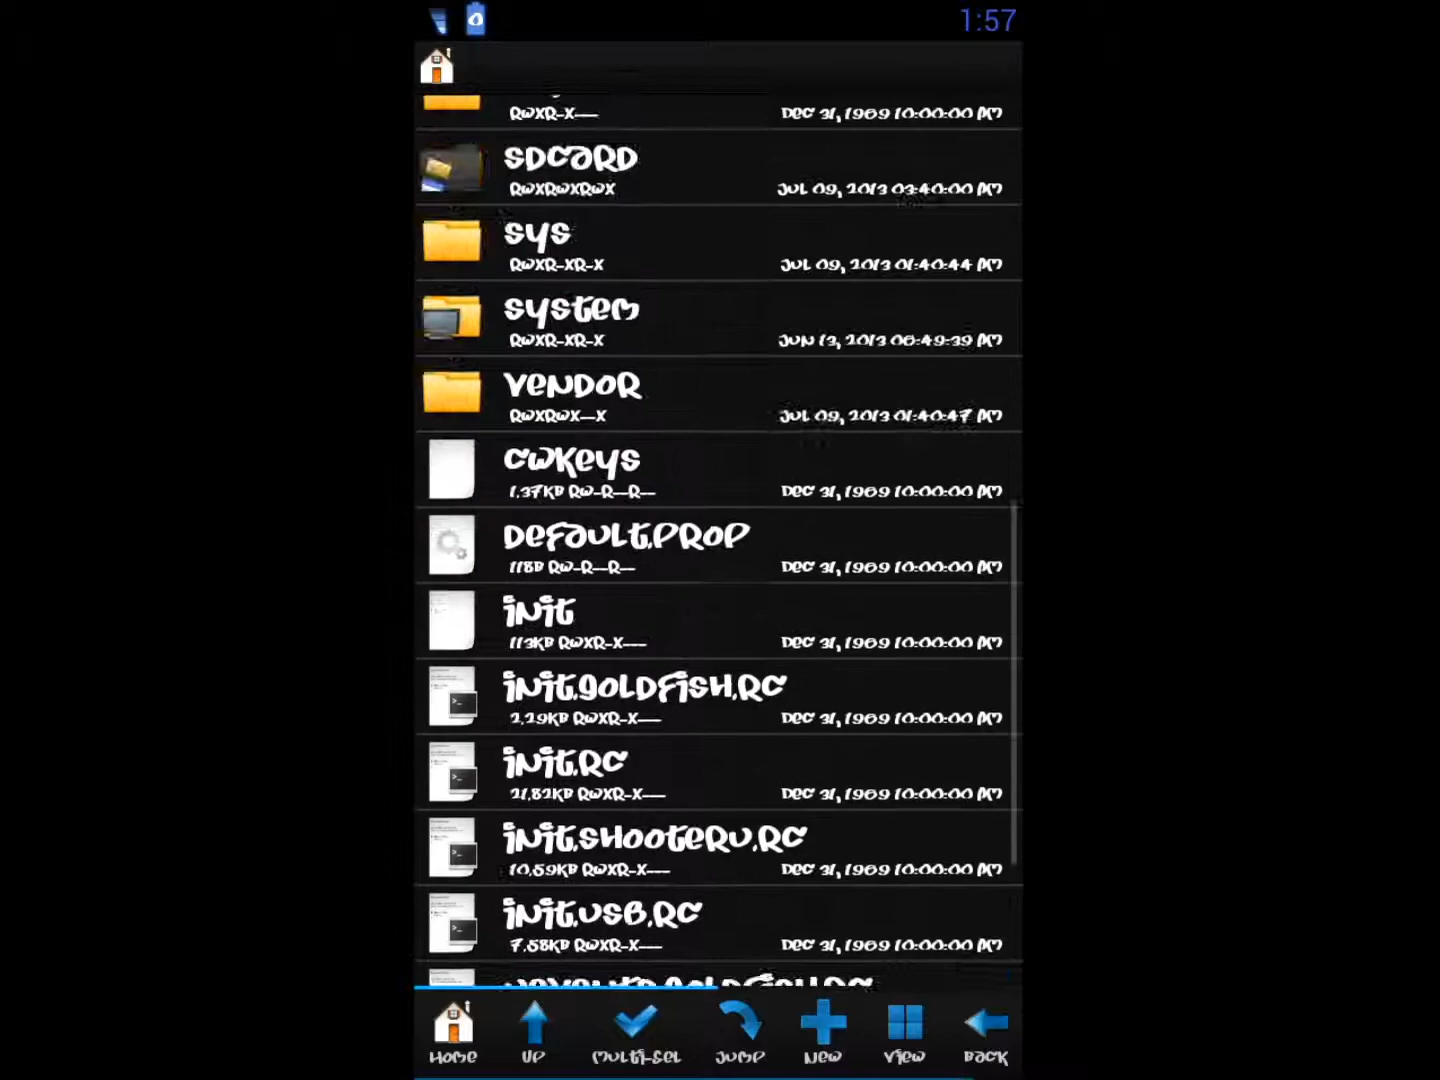 1:57
RWXR-X---
DEC 31, 1969 10:00:00 PM
SDCARD
RWXRWXRWX
JUL 09, 2013 03:40:00 PM
SYS
RWXR-XR-X
JUL 09, 2013 01:40:44 PM
SYSTEM
RWXR-XR-X
JUN 13, 2013 06:49:39 PM
VENDOR
RWXRWX--X
JUL 09, 2013 01:40:47 PM
CWKEYS
1.37KB RW-R--R--
DEC 31, 1969 10:00:00 PM
DEFAULT.PROP
118B RW-R--R--
DEC 31, 1969 10:00:00 PM
INIT
113KB RWXR-X---
DEC 31, 1969 10:00:00 PM
INIT.GOLDFISH.RC
2.29KB RWXR-X---
DEC 31, 1969 10:00:00 PM
INIT.RC
21.82KB RWXR-X---
DEC 31, 1969 10:00:00 PM
INIT.SHOOTERU.RC
10.59KB RWXR-X---
DEC 31, 1969 10:00:00 PM
INIT.USB.RC
7.58KB RWXR-X---
DEC 31, 1969 10:00:00 PM
HOME UP MULTI-SEL JUMP NEW VIEW BACK